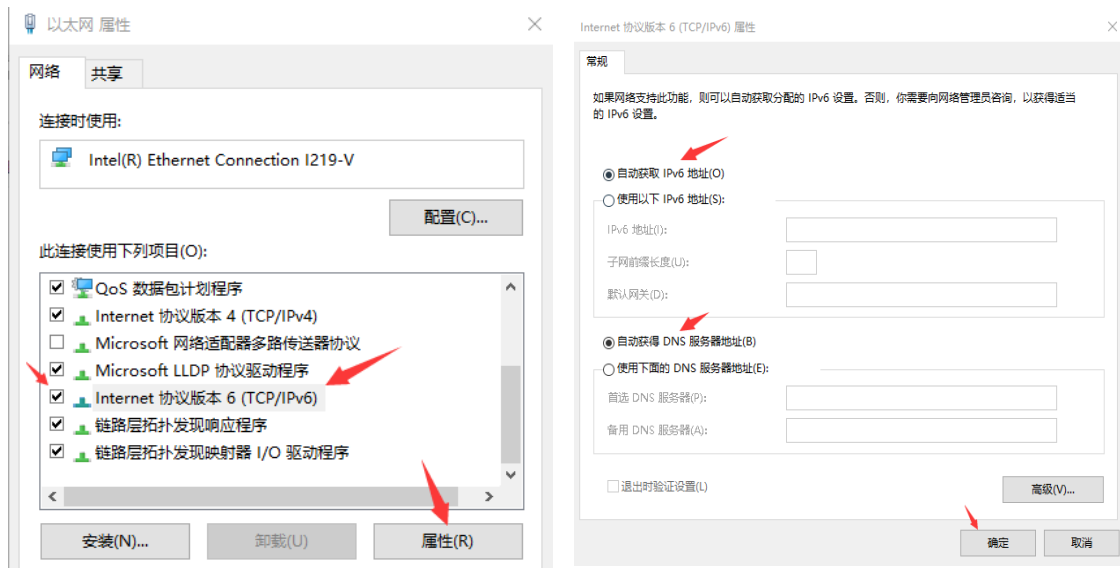 以太网 属性
网络
共享
连接时使用:
Intel(R) Ethernet Connection I219-V
配置(C)...
此连接使用下列项目(O):
QoS 数据包计划程序
Internet 协议版本 4 (TCP/IPv4)
Microsoft 网络适配器多路传送器协议
Microsoft LLDP 协议驱动程序
Internet 协议版本 6 (TCP/IPv6)
链路层拓扑发现响应程序
链路层拓扑发现映射器 I/O 驱动程序
安装(N)...
卸载(U)
属性(R)
Internet 协议版本 6 (TCP/IPv6) 属性
常规
如果网络支持此功能，则可以自动获取分配的 IPv6 设置。否则，你需要向网络管理员咨询，以获得适当
的 IPv6 设置。
自动获取 IPv6 地址(O)
使用以下 IPv6 地址(S):
IPv6 地址(I):
子网前缀长度(U):
默认网关(D):
自动获得 DNS 服务器地址(B)
使用下面的 DNS 服务器地址(E):
首选 DNS 服务器(P):
备用 DNS 服务器(A):
退出时验证设置(L)
高级(V)...
确定
取消